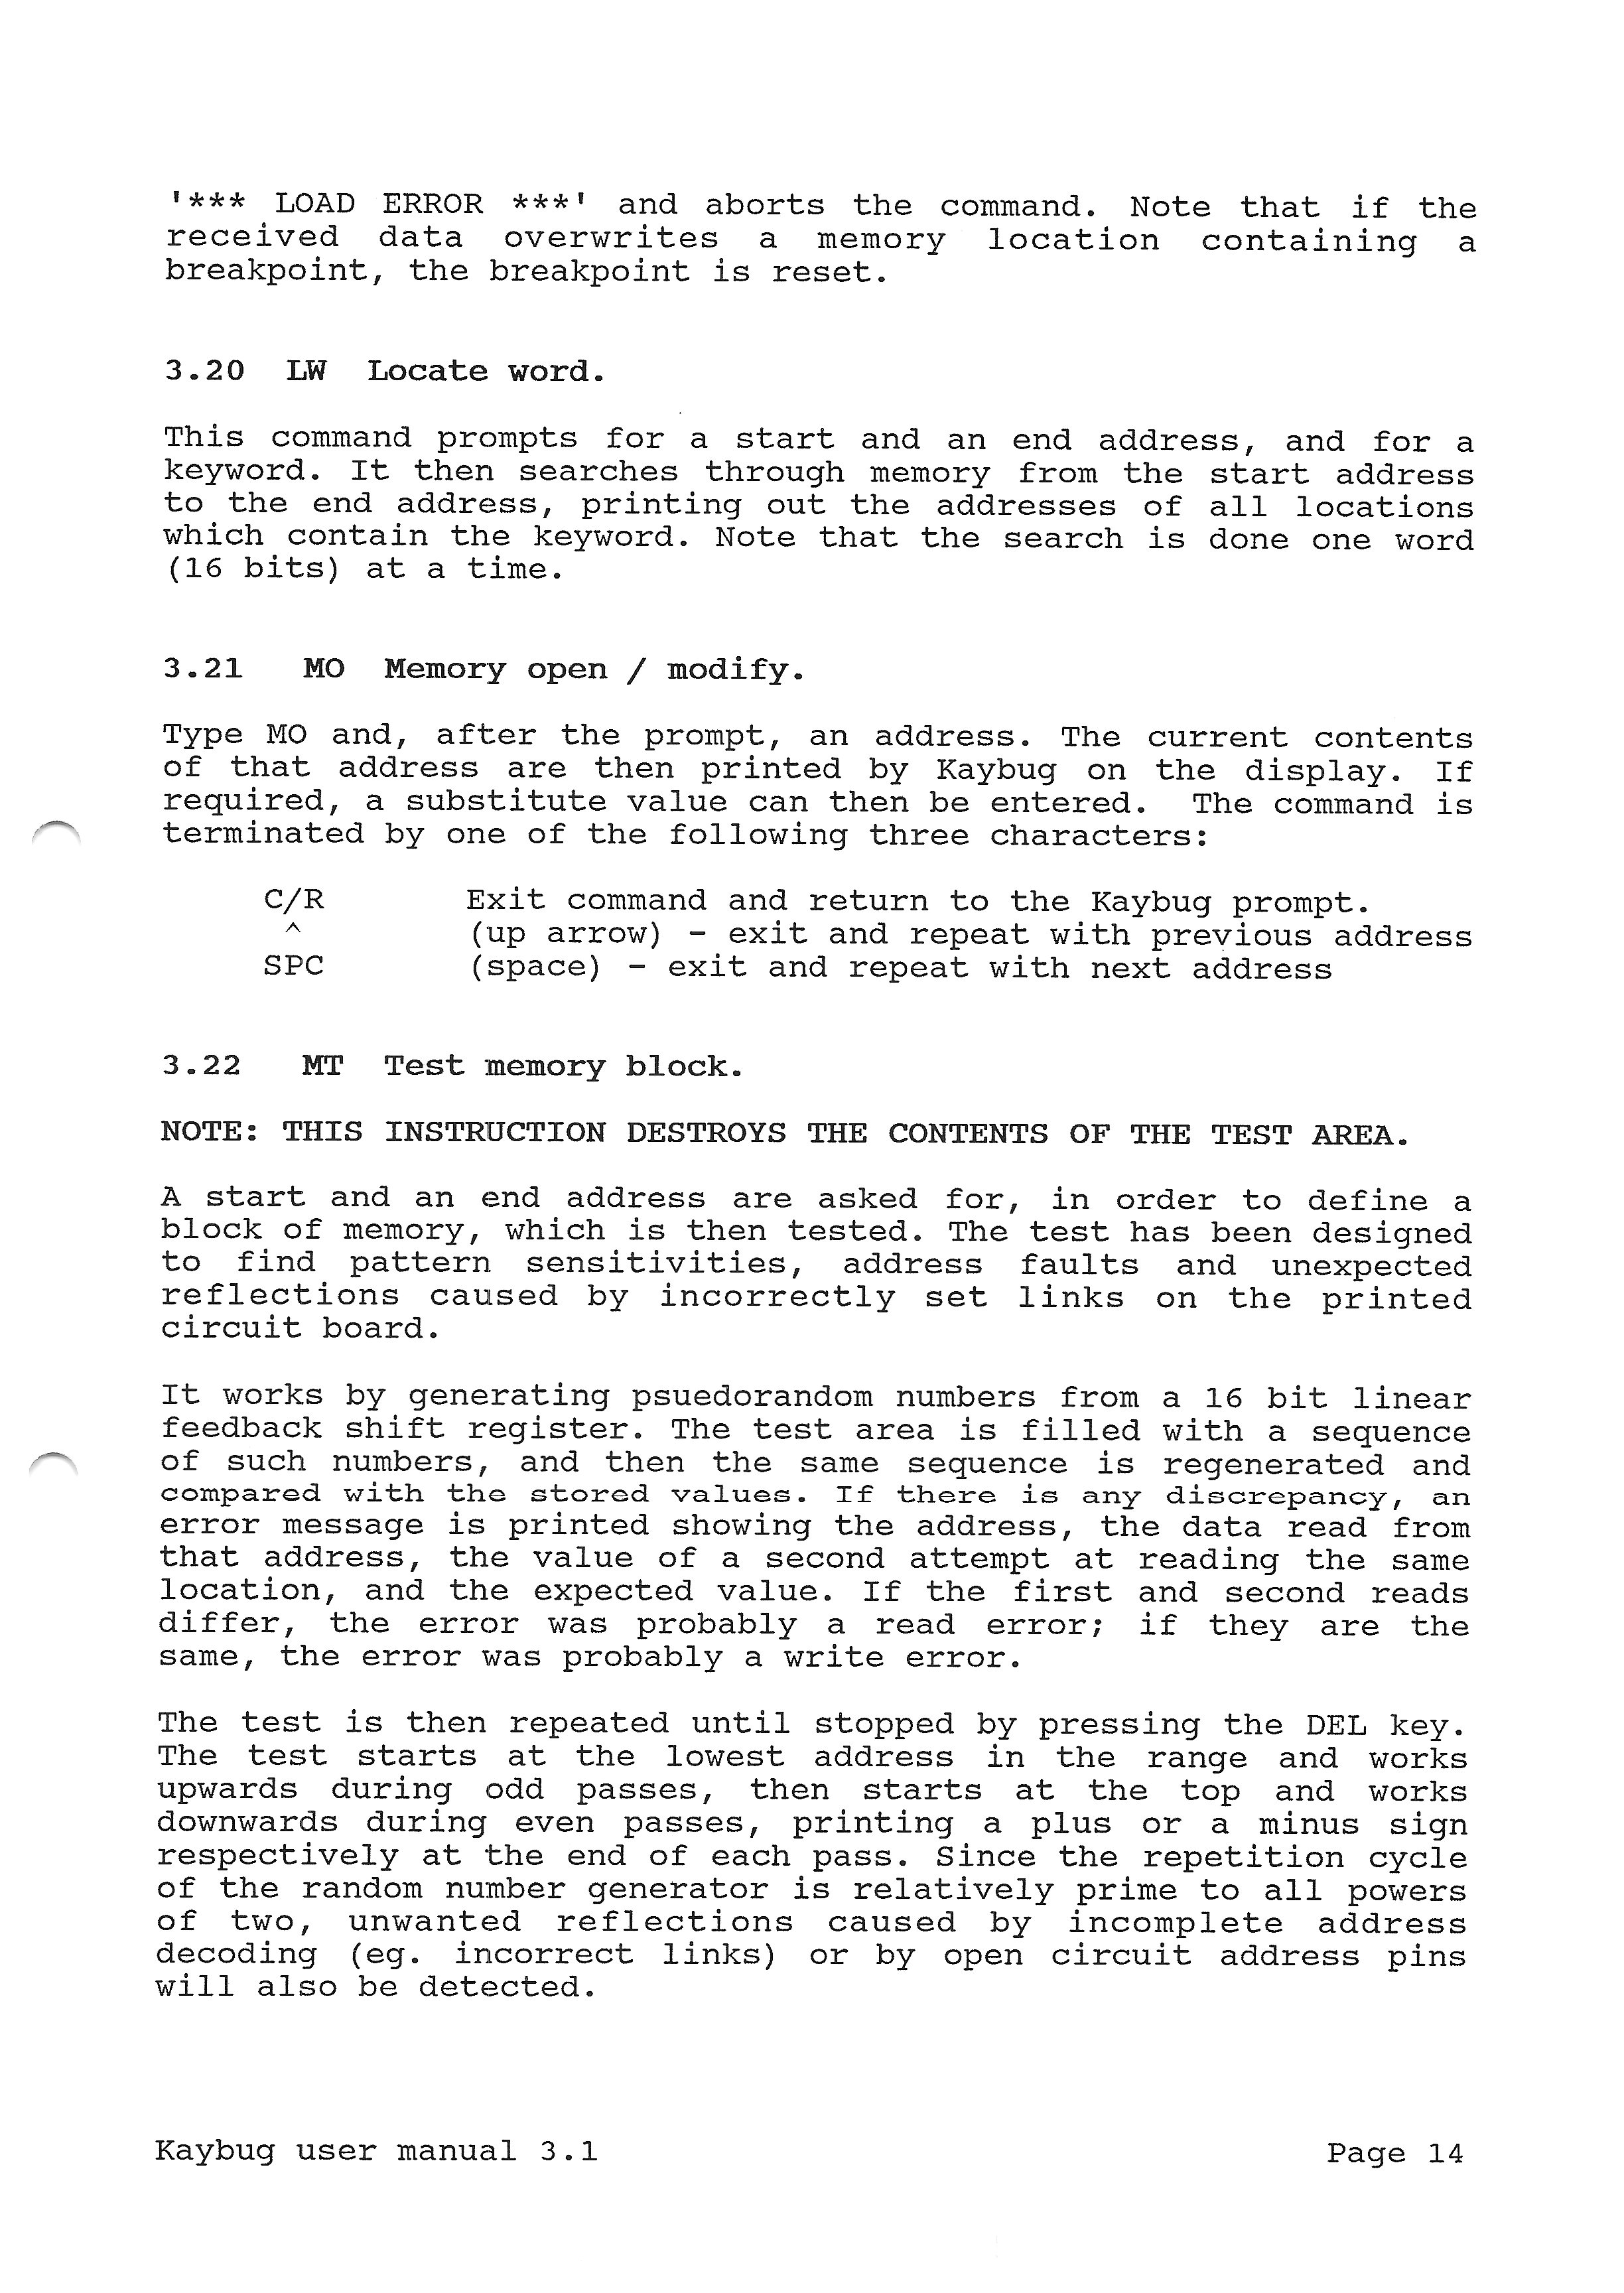 '*** LOAD ERROR ***' and aborts the command. Note that if the
received data overwrites a memory location containing a
breakpoint, the breakpoint is reset.
3.20 LW Locate word.
This command prompts for a start and an end address, and for a
keyword. It then searches through memory from the start address
to the end address, printing out the addresses of all locations
which contain the keyword. Note that the search is done one word
(16 bits) at a time.
3.21 MO Memory open / modify.
Type MO and, after the prompt, an address. The current contents
of that address are then printed by Kaybug on the display. If
required, a substitute value can then be entered. The command is
terminated by one of the following three characters:
C/R Exit command and return to the Kaybug prompt.
^ (up arrow) - exit and repeat with previous address
SPC (space) - exit and repeat with next address
3.22 MT Test memory block.
NOTE: THIS INSTRUCTION DESTROYS THE CONTENTS OF THE TEST AREA.
A start and an end address are asked for, in order to define a
block of memory, which is then tested. The test has been designed
to find pattern sensitivities, address faults and unexpected
reflections caused by incorrectly set links on the printed
circuit board.
It works by generating psuedorandom numbers from a 16 bit linear
feedback shift register. The test area is filled with a sequence
of such numbers, and then the same sequence is regenerated and
compared with the stored values. If there is any discrepancy, an
error message is printed showing the address, the data read from
that address, the value of a second attempt at reading the same
location, and the expected value. If the first and second reads
differ, the error was probably a read error; if they are the
same, the error was probably a write error.
The test is then repeated until stopped by pressing the DEL key.
The test starts at the lowest address in the range and works
upwards during odd passes, then starts at the top and works
downwards during even passes, printing a plus or a minus sign
respectively at the end of each pass. Since the repetition cycle
of the random number generator is relatively prime to all powers
of two, unwanted reflections caused by incomplete address
decoding (eg. incorrect links) or by open circuit address pins
will also be detected.
Kaybug user manual 3.1 Page 14